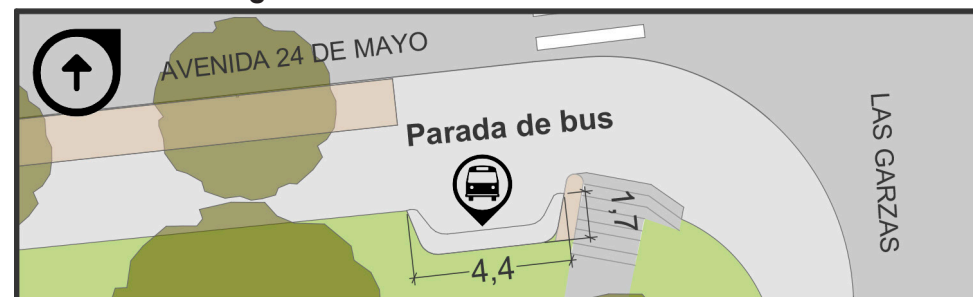 AVENIDA 24 DE MAYO
Parada de bus
LAS GARZAS
1,7
4,4